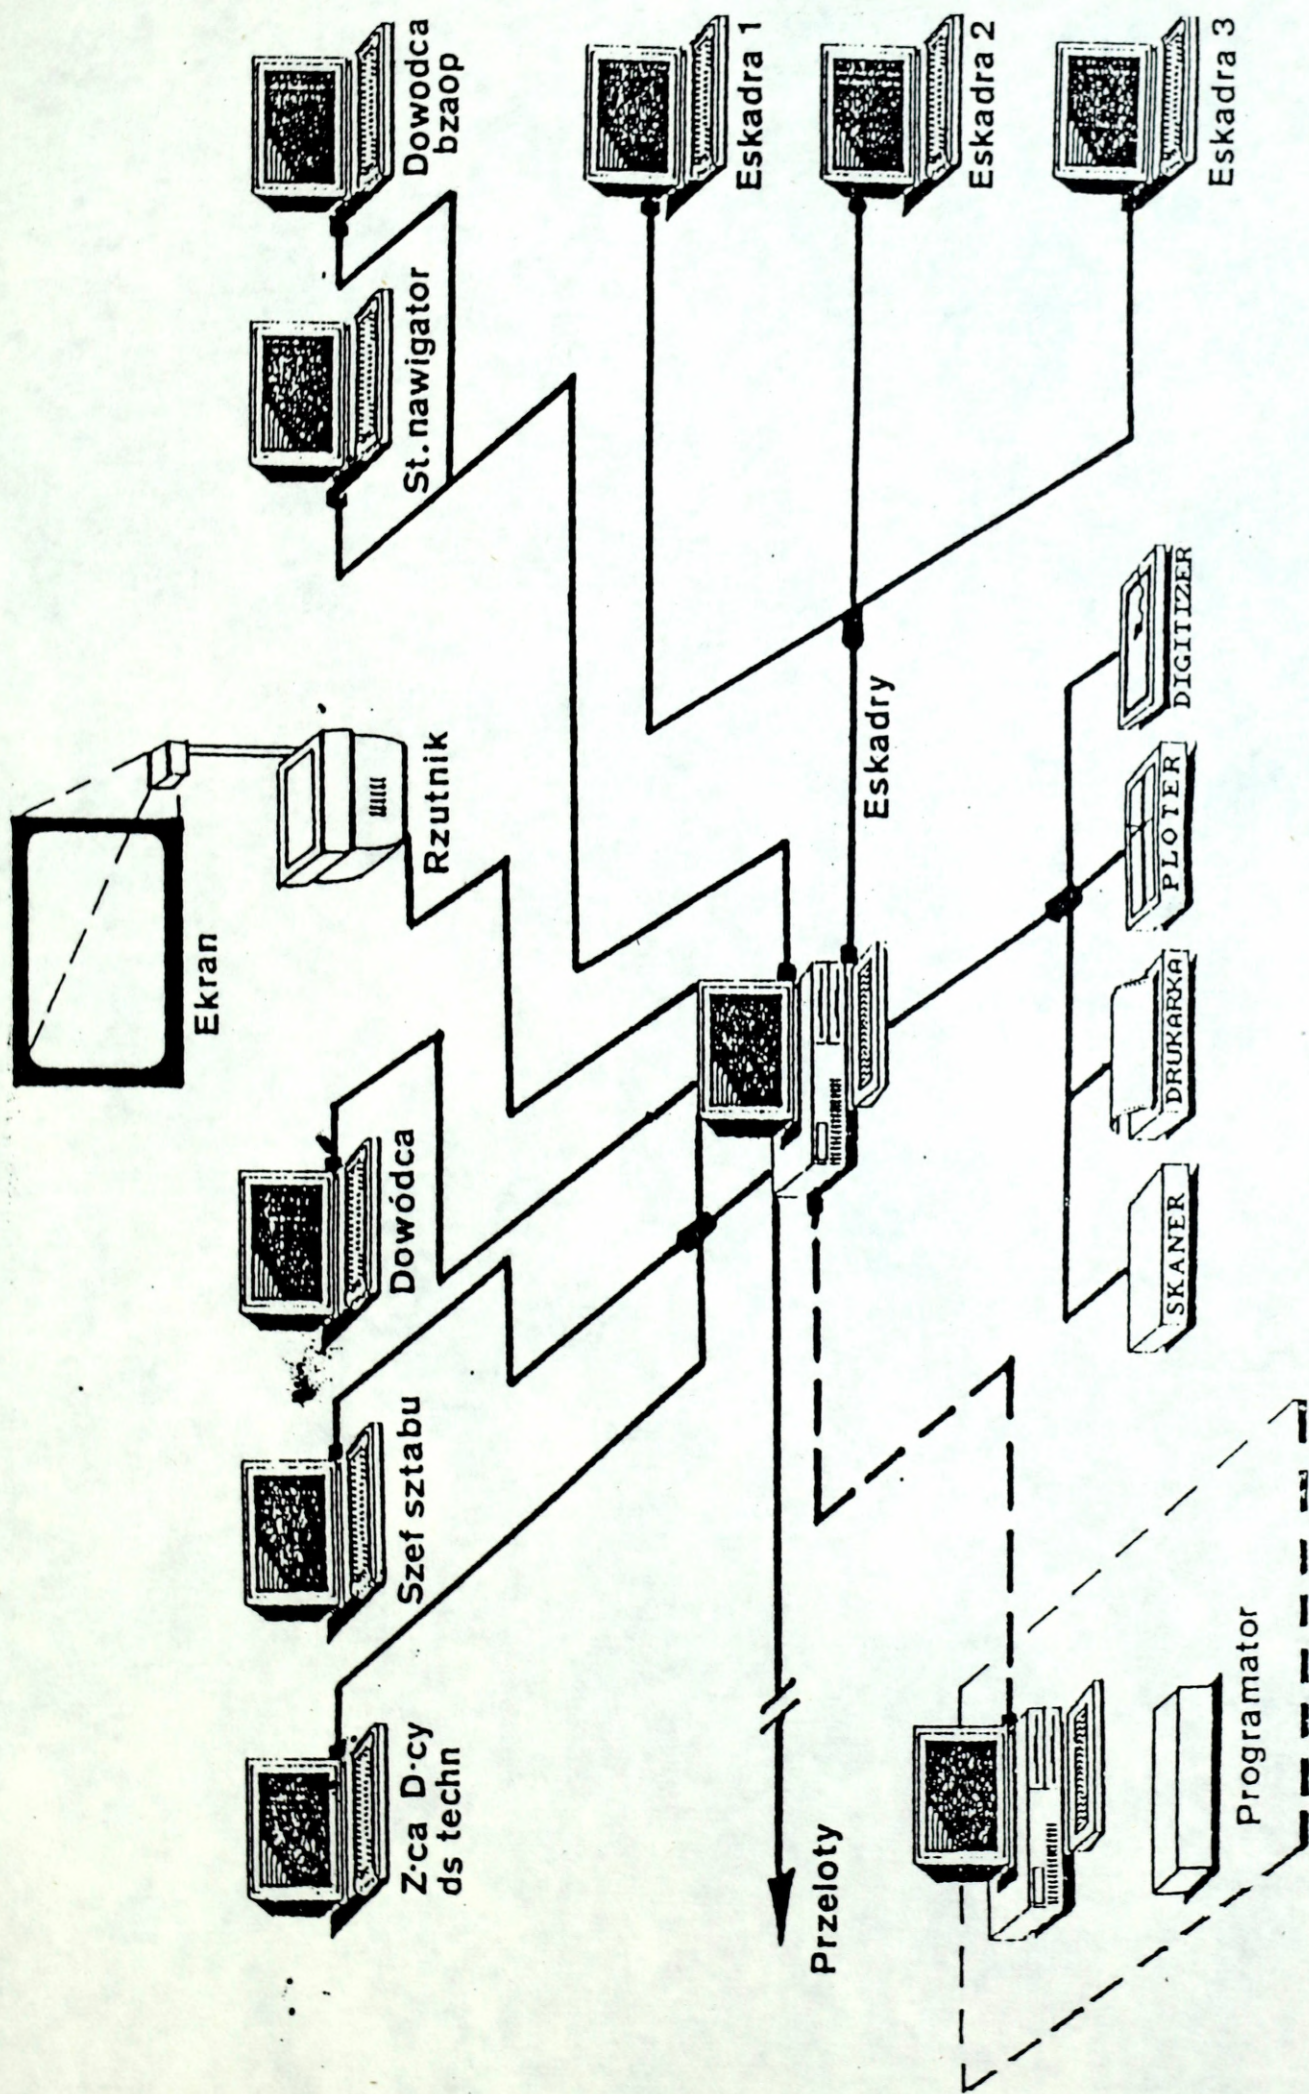 Ekran
Z-ca D-cy
ds techn
Szef sztabu
Dowódca
Rzutnik
St. nawigator
Dowodca
bzaop
Przeloty
Eskadry
Eskadra 1
Eskadra 2
Eskadra 3
Programator
SKANER
DRUKARKA
PLOTER
DIGITIZER